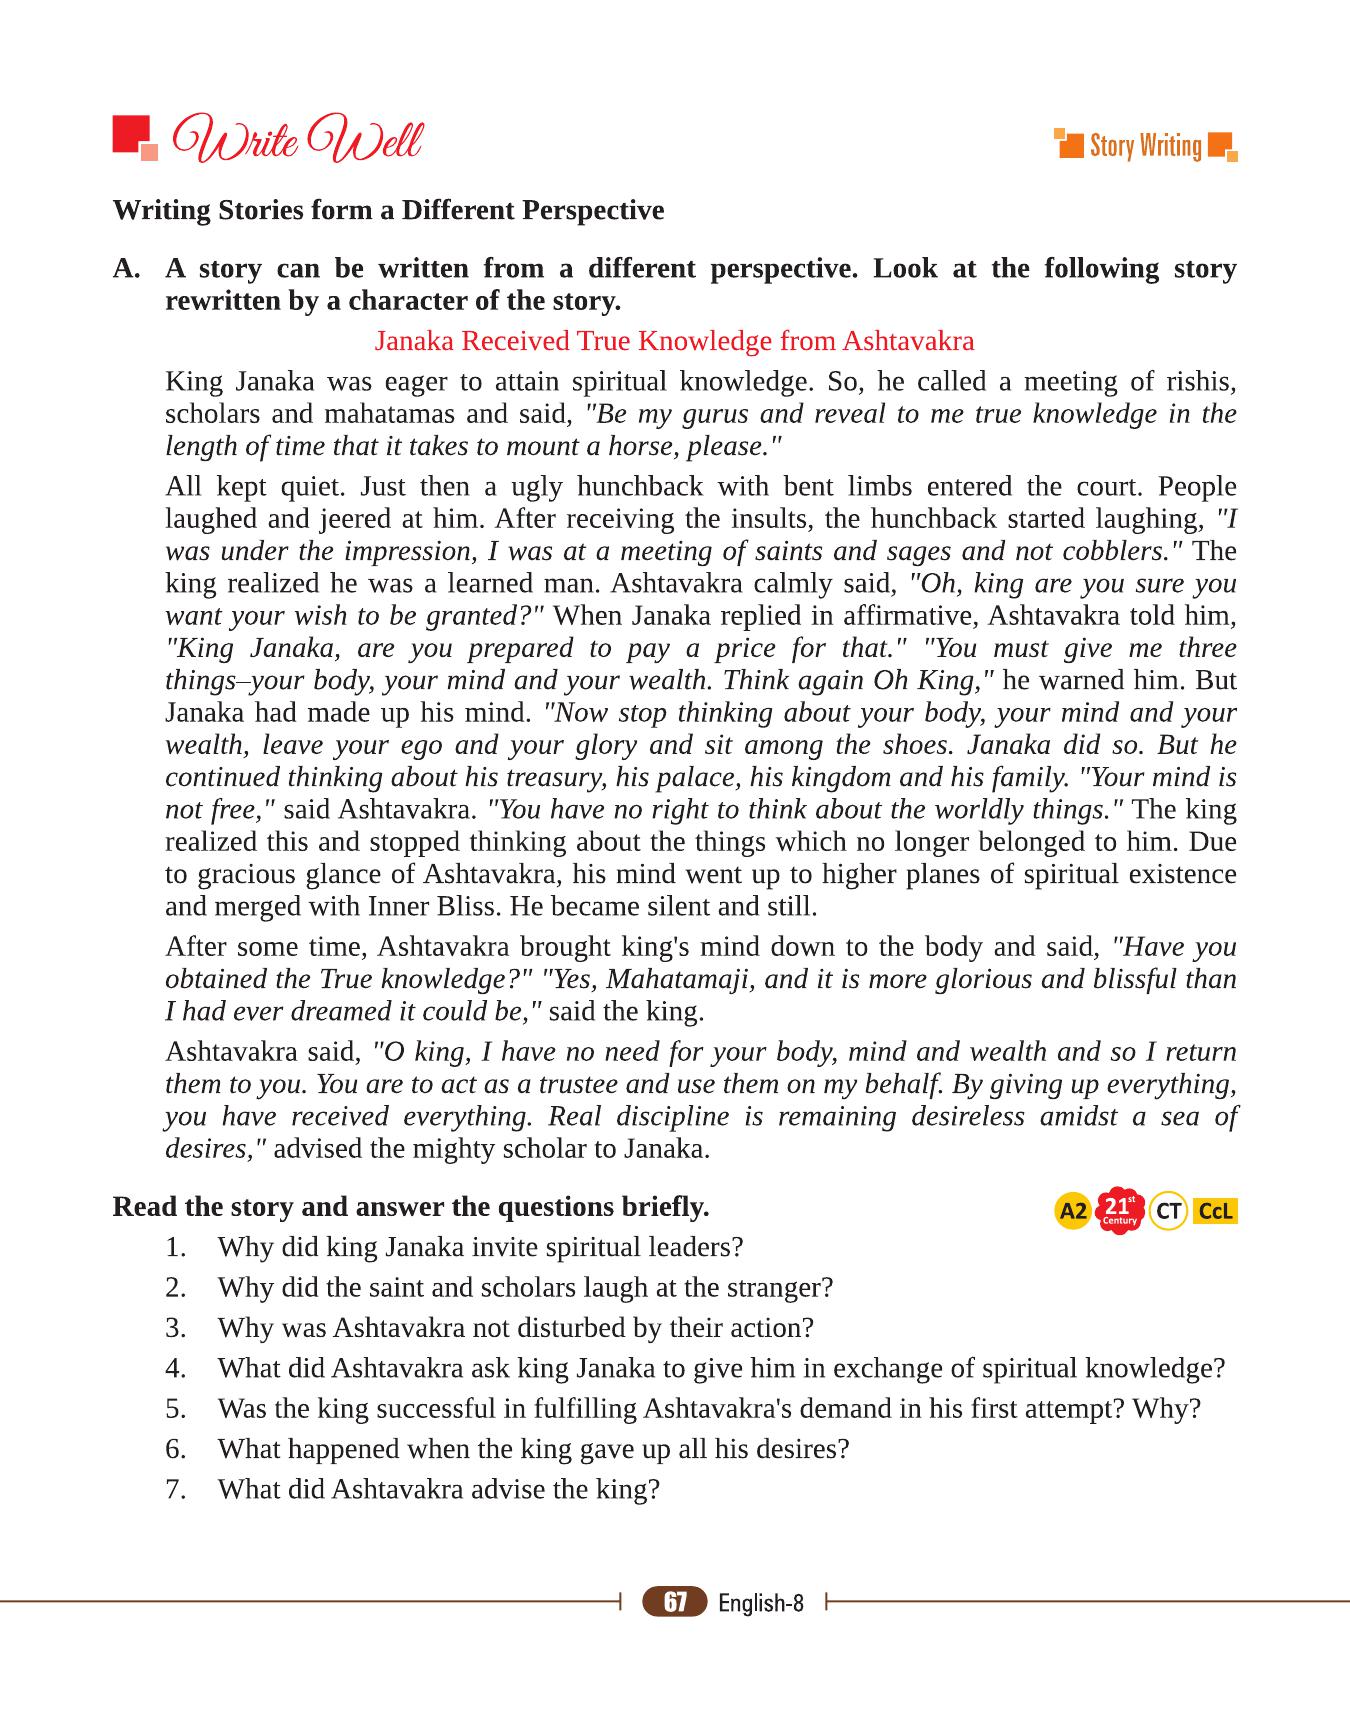 Write Well
Story Writing
Writing Stories form a Different Perspective
A. A story can be written from a different perspective. Look at the following story
rewritten by a character of the story.
Janaka Received True Knowledge from Ashtavakra
King Janaka was eager to attain spiritual knowledge. So, he called a meeting of rishis,
scholars and mahatamas and said, "Be my gurus and reveal to me true knowledge in the
length of time that it takes to mount a horse, please."
All kept quiet. Just then a ugly hunchback with bent limbs entered the court. People
laughed and jeered at him. After receiving the insults, the hunchback started laughing, "I
was under the impression, I was at a meeting of saints and sages and not cobblers." The
king realized he was a learned man. Ashtavakra calmly said, "Oh, king are you sure you
want your wish to be granted?" When Janaka replied in affirmative, Ashtavakra told him,
"King Janaka, are you prepared to pay a price for that." "You must give me three
things–your body, your mind and your wealth. Think again Oh King," he warned him. But
Janaka had made up his mind. "Now stop thinking about your body, your mind and your
wealth, leave your ego and your glory and sit among the shoes. Janaka did so. But he
continued thinking about his treasury, his palace, his kingdom and his family. "Your mind is
not free," said Ashtavakra. "You have no right to think about the worldly things." The king
realized this and stopped thinking about the things which no longer belonged to him. Due
to gracious glance of Ashtavakra, his mind went up to higher planes of spiritual existence
and merged with Inner Bliss. He became silent and still.
After some time, Ashtavakra brought king's mind down to the body and said, "Have you
obtained the True knowledge?" "Yes, Mahatamaji, and it is more glorious and blissful than
I had ever dreamed it could be," said the king.
Ashtavakra said, "O king, I have no need for your body, mind and wealth and so I return
them to you. You are to act as a trustee and use them on my behalf. By giving up everything,
you have received everything. Real discipline is remaining desireless amidst a sea of
desires," advised the mighty scholar to Janaka.
Read the story and answer the questions briefly.
A2 21st Century CT CcL
1. Why did king Janaka invite spiritual leaders?
2. Why did the saint and scholars laugh at the stranger?
3. Why was Ashtavakra not disturbed by their action?
4. What did Ashtavakra ask king Janaka to give him in exchange of spiritual knowledge?
5. Was the king successful in fulfilling Ashtavakra's demand in his first attempt? Why?
6. What happened when the king gave up all his desires?
7. What did Ashtavakra advise the king?
67 English-8